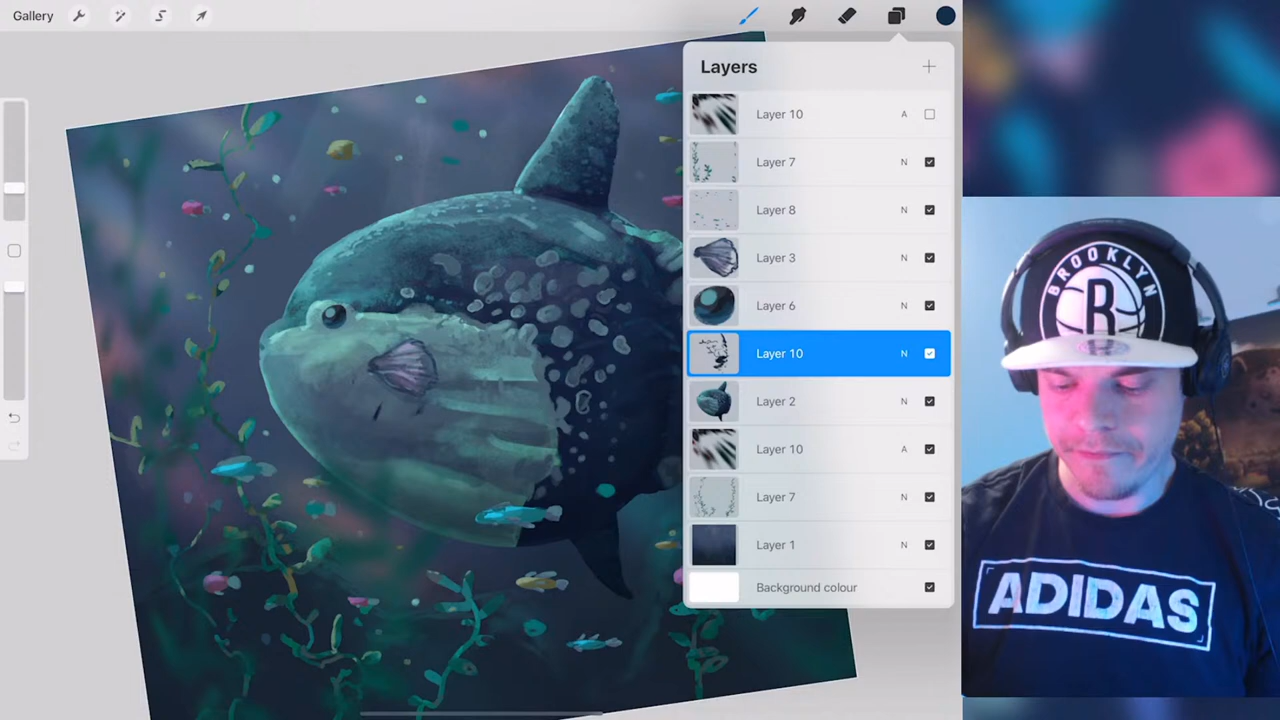 Gallery
Layers
Layer 10 A
Layer 7 N
Layer 8 N
Layer 3 N
Layer 6 N
Layer 10 N
Layer 2 N
Layer 10 A
Layer 7 N
Layer 1 N
Background colour
BROOKLYN
ADIDAS